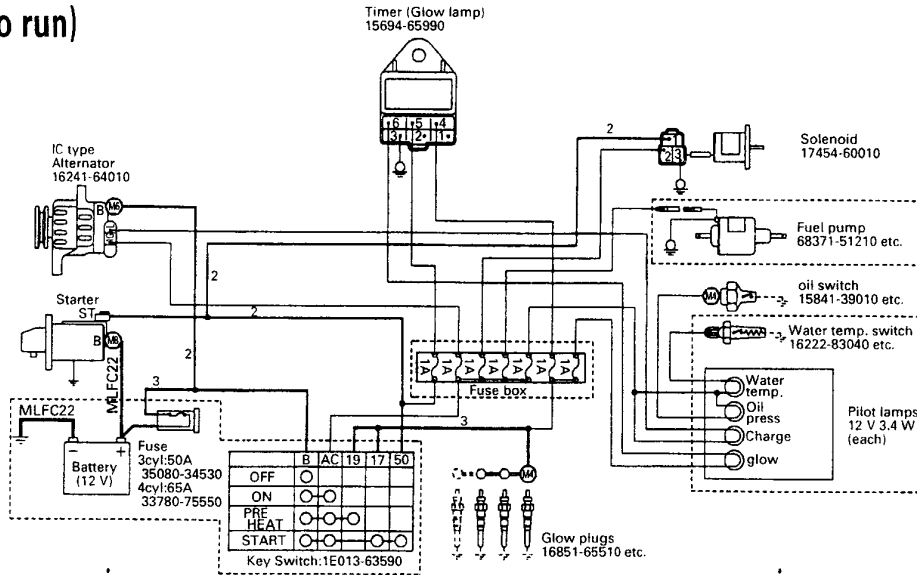 o run)
Timer (Glow lamp)
15694-65990
6 5 4
3 2 1
IC type
Alternator
16241-64010
B
M6
2
2
1
2 3
Solenoid
17454-60010
Fuel pump
68371-51210 etc.
oil switch
15841-39010 etc.
M4
Water temp. switch
16222-83040 etc.
Starter
ST
B
M8
2
2
MLFC22
1A 1A 1A 1A 1A 1A 1A
Fuse box
Water
temp.
Oil
press
Charge
glow
Pilot lamps
12 V 3.4 W
(each)
3
3
MLFC22
Battery
(12 V)
Fuse
3cyl:50A
35080-34530
4cyl:65A
33780-75550
B AC 19 17 50
OFF
ON
PRE
HEAT
START
Key Switch:1E013-63590
M4
Glow plugs
16851-65510 etc.